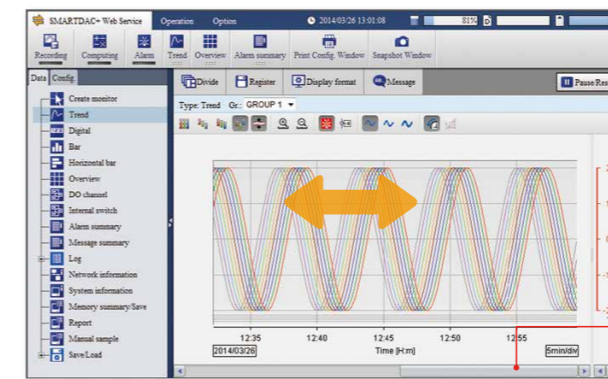 SMARTDAC+ Web Service Operation Option 2014/03/26 13:01:08 81% D
Recording Computing Alarm Trend Overview Alarm summary Print Config. Window Snapshot Window
Data Config.
Divide Register Display format Message Pause/Res
Create monitor
Trend
Digital
Bar
Horizontal bar
Overview
DO channel
Internal switch
Alarm summary
Message summary
Log
Network information
System information
Memory summary/Save
Report
Manual sample
Save/Load
Type: Trend Gr.: GROUP 1
12:35 12:40 12:45 12:50 12:55
2014/03/26 Time [H:m] 5min/div